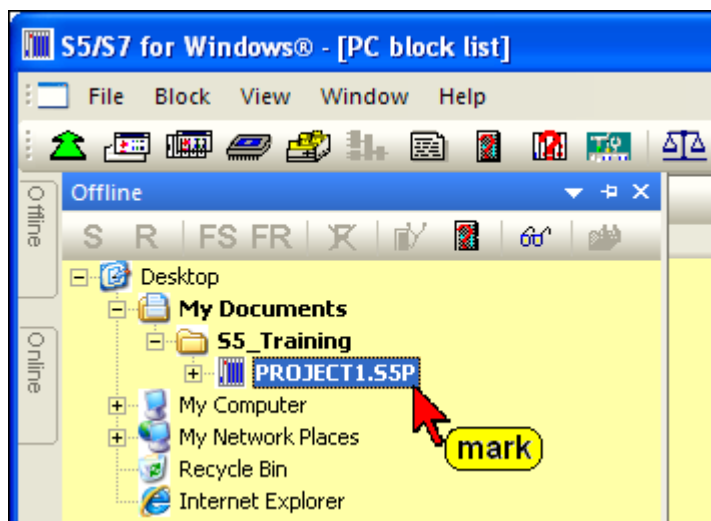 S5/S7 for Windows® - [PC block list]
File Block View Window Help
Offline
Offline
S R FS FR
Desktop
My Documents
S5_Training
Online
PROJECT1.S5P
My Computer
mark
My Network Places
Recycle Bin
Internet Explorer